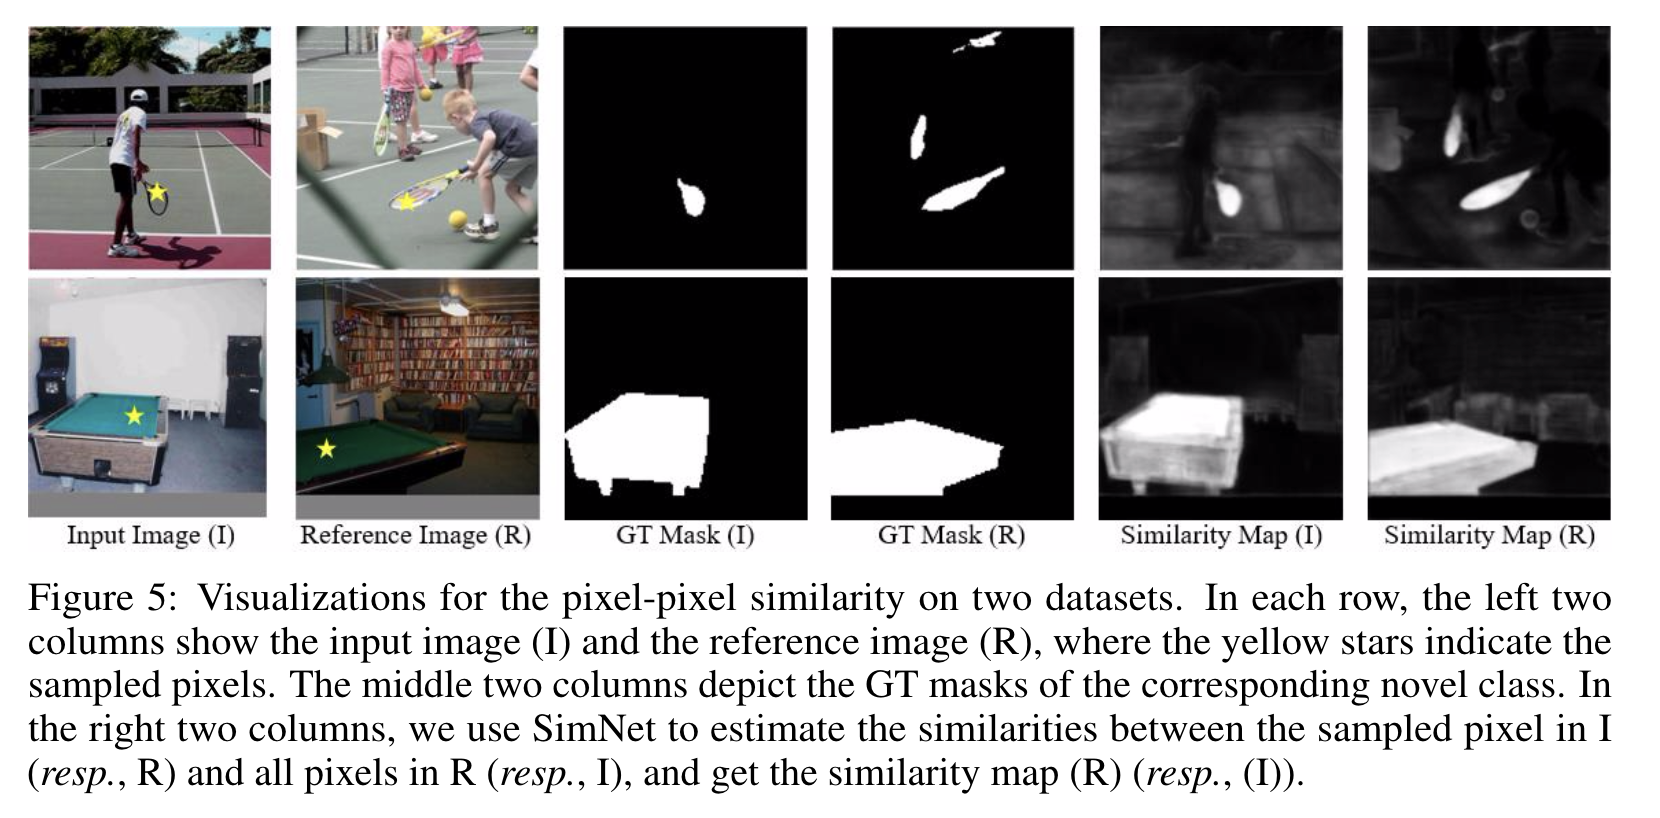 Input Image (I) Reference Image (R) GT Mask (I) GT Mask (R) Similarity Map (I) Similarity Map (R)
Figure 5: Visualizations for the pixel-pixel similarity on two datasets. In each row, the left two
columns show the input image (I) and the reference image (R), where the yellow stars indicate the
sampled pixels. The middle two columns depict the GT masks of the corresponding novel class. In
the right two columns, we use SimNet to estimate the similarities between the sampled pixel in I
(resp., R) and all pixels in R (resp., I), and get the similarity map (R) (resp., (I)).